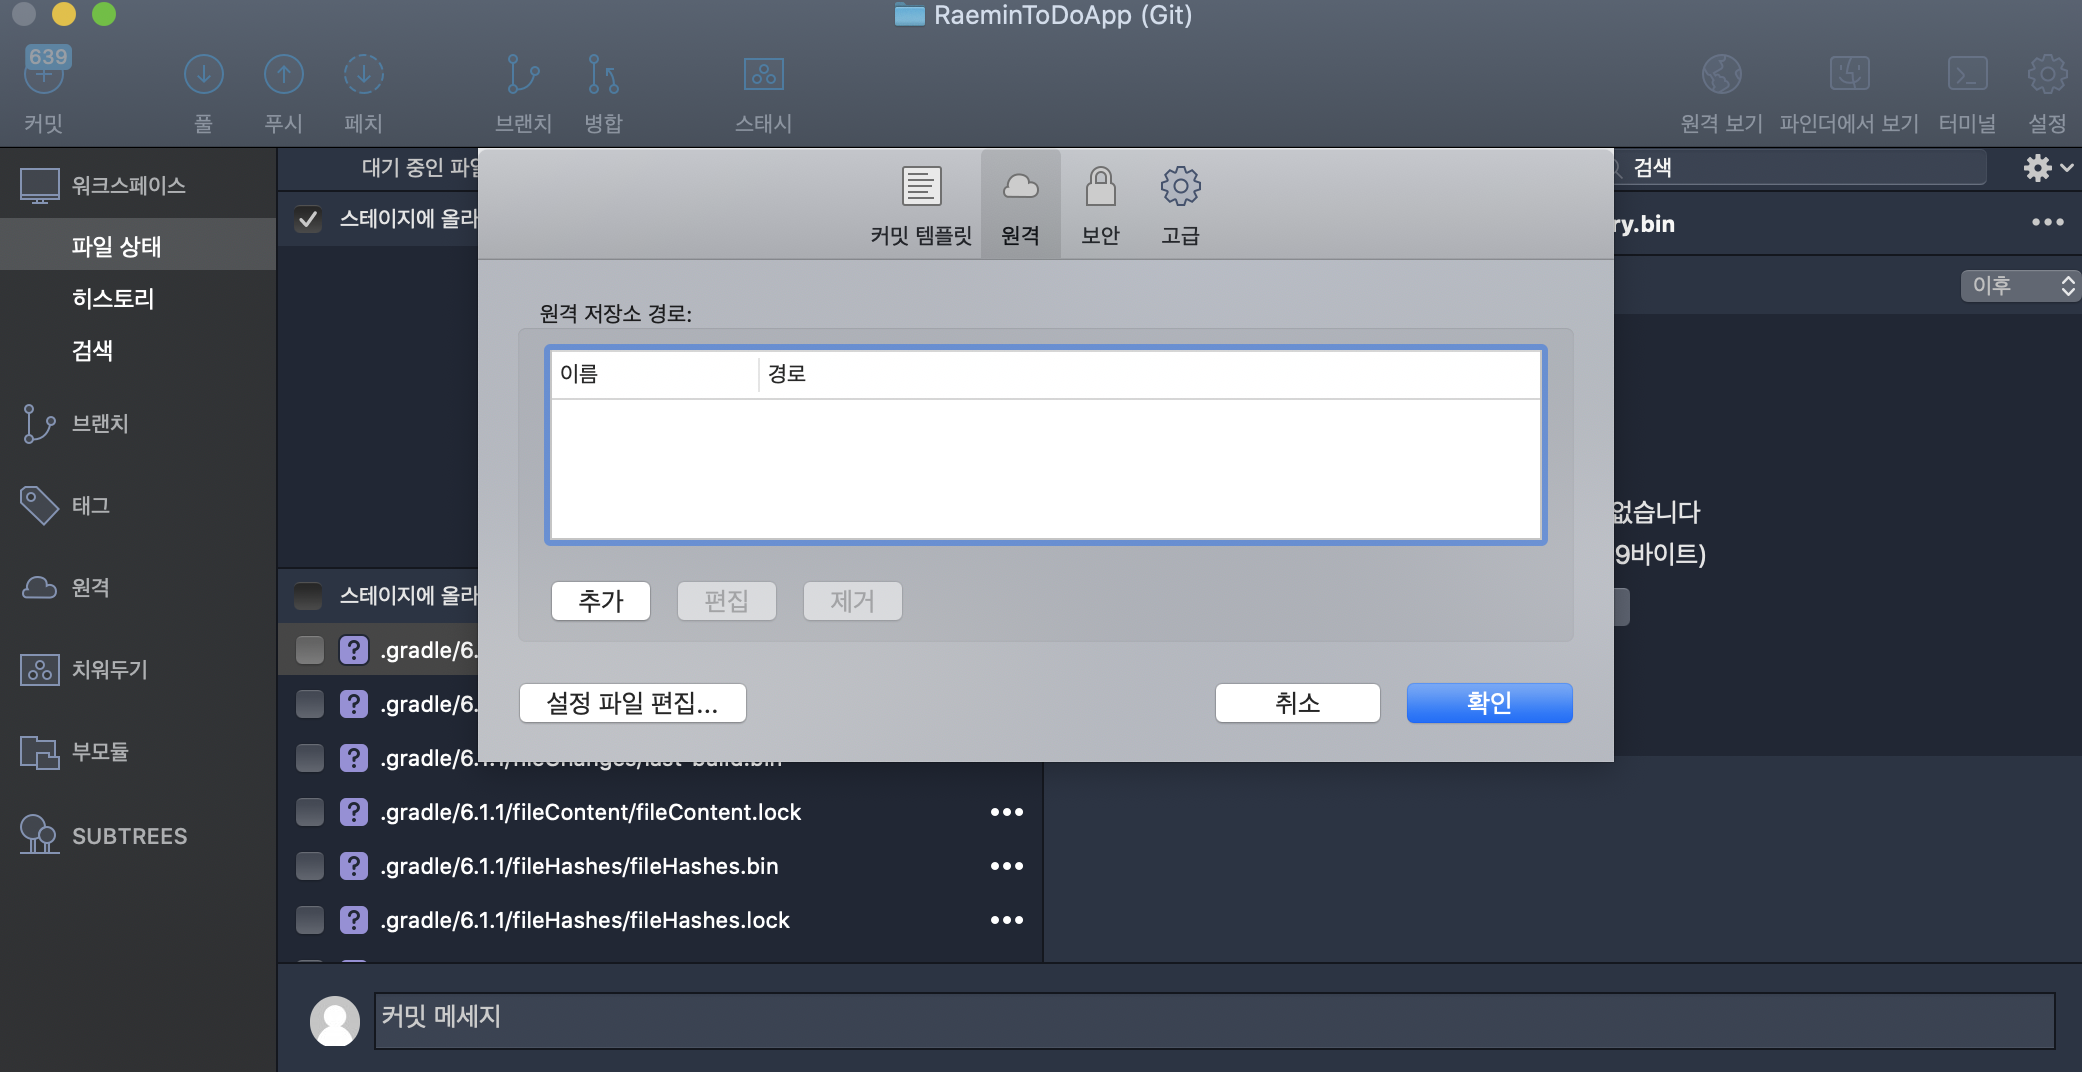 RaeminToDoApp (Git)
639
커밋
풀
푸시
페치
브랜치
병합
스태시
원격 보기
파인더에서 보기
터미널
설정
워크스페이스
파일 상태
히스토리
검색
브랜치
태그
원격
치워두기
부모듈
SUBTREES
대기 중인 파일
스테이지에 올라
커밋 템플릿
원격
보안
고급
원격 저장소 경로:
이름
경로
추가
편집
제거
설정 파일 편집...
취소
확인
검색
ry.bin
이후
없습니다
9바이트)
스테이지에 올라
.gradle/6.
.gradle/6.
.gradle/6.1.1/fileChanges/last-build.bin
.gradle/6.1.1/fileContent/fileContent.lock
.gradle/6.1.1/fileHashes/fileHashes.bin
.gradle/6.1.1/fileHashes/fileHashes.lock
커밋 메세지